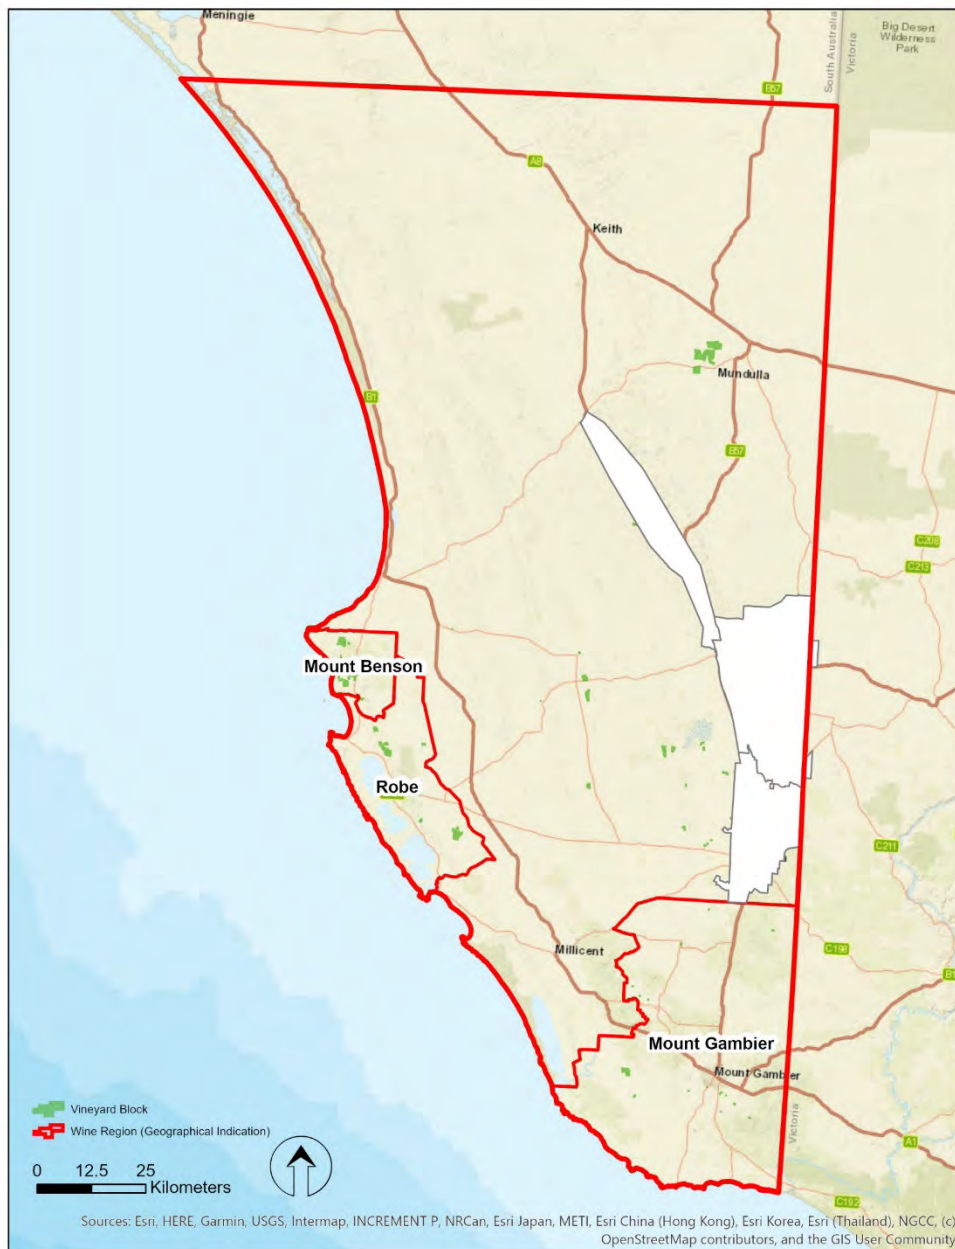 Meningie
Big Desert
Wilderness
Park
South Australia
Victoria
B57
A8
Keith
Mundulla
B1
B57
C208
C213
Mount Benson
Robe
C211
Millicent
C198
B1
Mount Gambier
Mount Gambier
Victoria
A1
C192
Vineyard Block
Wine Region (Geographical Indication)
0 12.5 25
Kilometers
Sources: Esri, HERE, Garmin, USGS, Intermap, INCREMENT P, NRCan, Esri Japan, METI, Esri China (Hong Kong), Esri Korea, Esri (Thailand), NGCC, (c)
OpenStreetMap contributors, and the GIS User Community